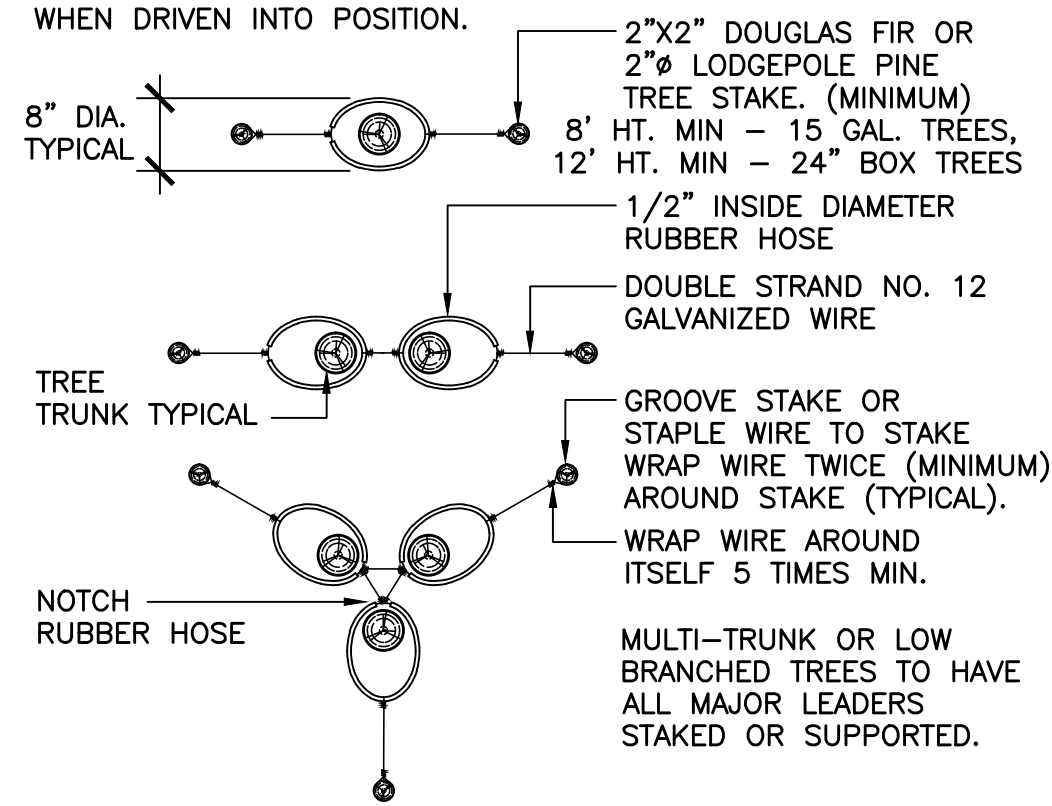 WHEN DRIVEN INTO POSITION.
2"X2" DOUGLAS FIR OR
2"ø LODGEPOLE PINE
TREE STAKE. (MINIMUM)
8' HT. MIN – 15 GAL. TREES,
12' HT. MIN – 24" BOX TREES
8" DIA.
TYPICAL
1/2" INSIDE DIAMETER
RUBBER HOSE
DOUBLE STRAND NO. 12
GALVANIZED WIRE
TREE
TRUNK TYPICAL
GROOVE STAKE OR
STAPLE WIRE TO STAKE
WRAP WIRE TWICE (MINIMUM)
AROUND STAKE (TYPICAL).
WRAP WIRE AROUND
ITSELF 5 TIMES MIN.
NOTCH
RUBBER HOSE
MULTI–TRUNK OR LOW
BRANCHED TREES TO HAVE
ALL MAJOR LEADERS
STAKED OR SUPPORTED.